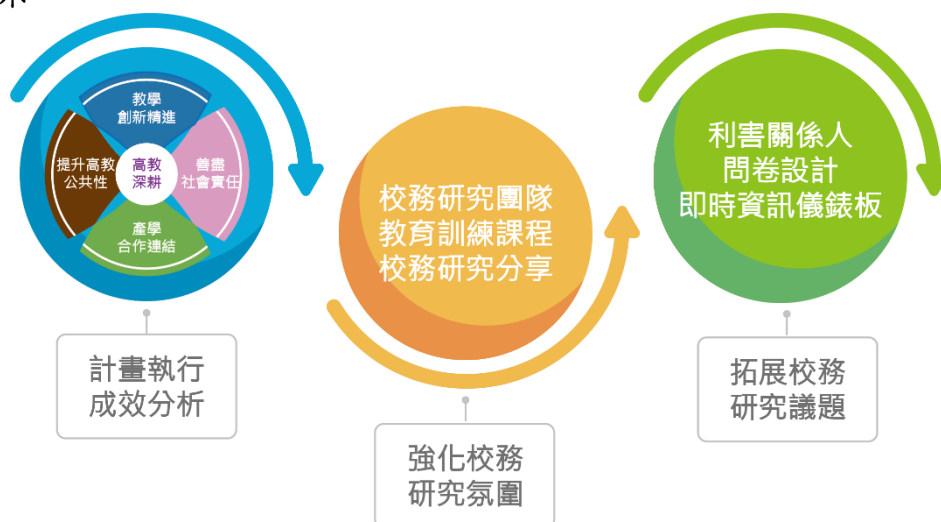 教學
創新精進
提升高教
公共性
高教
深耕
善盡
社會責任
產學
合作連結
計畫執行
成效分析
校務研究團隊
教育訓練課程
校務研究分享
強化校務
研究氛圍
利害關係人
問卷設計
即時資訊儀錶板
拓展校務
研究議題